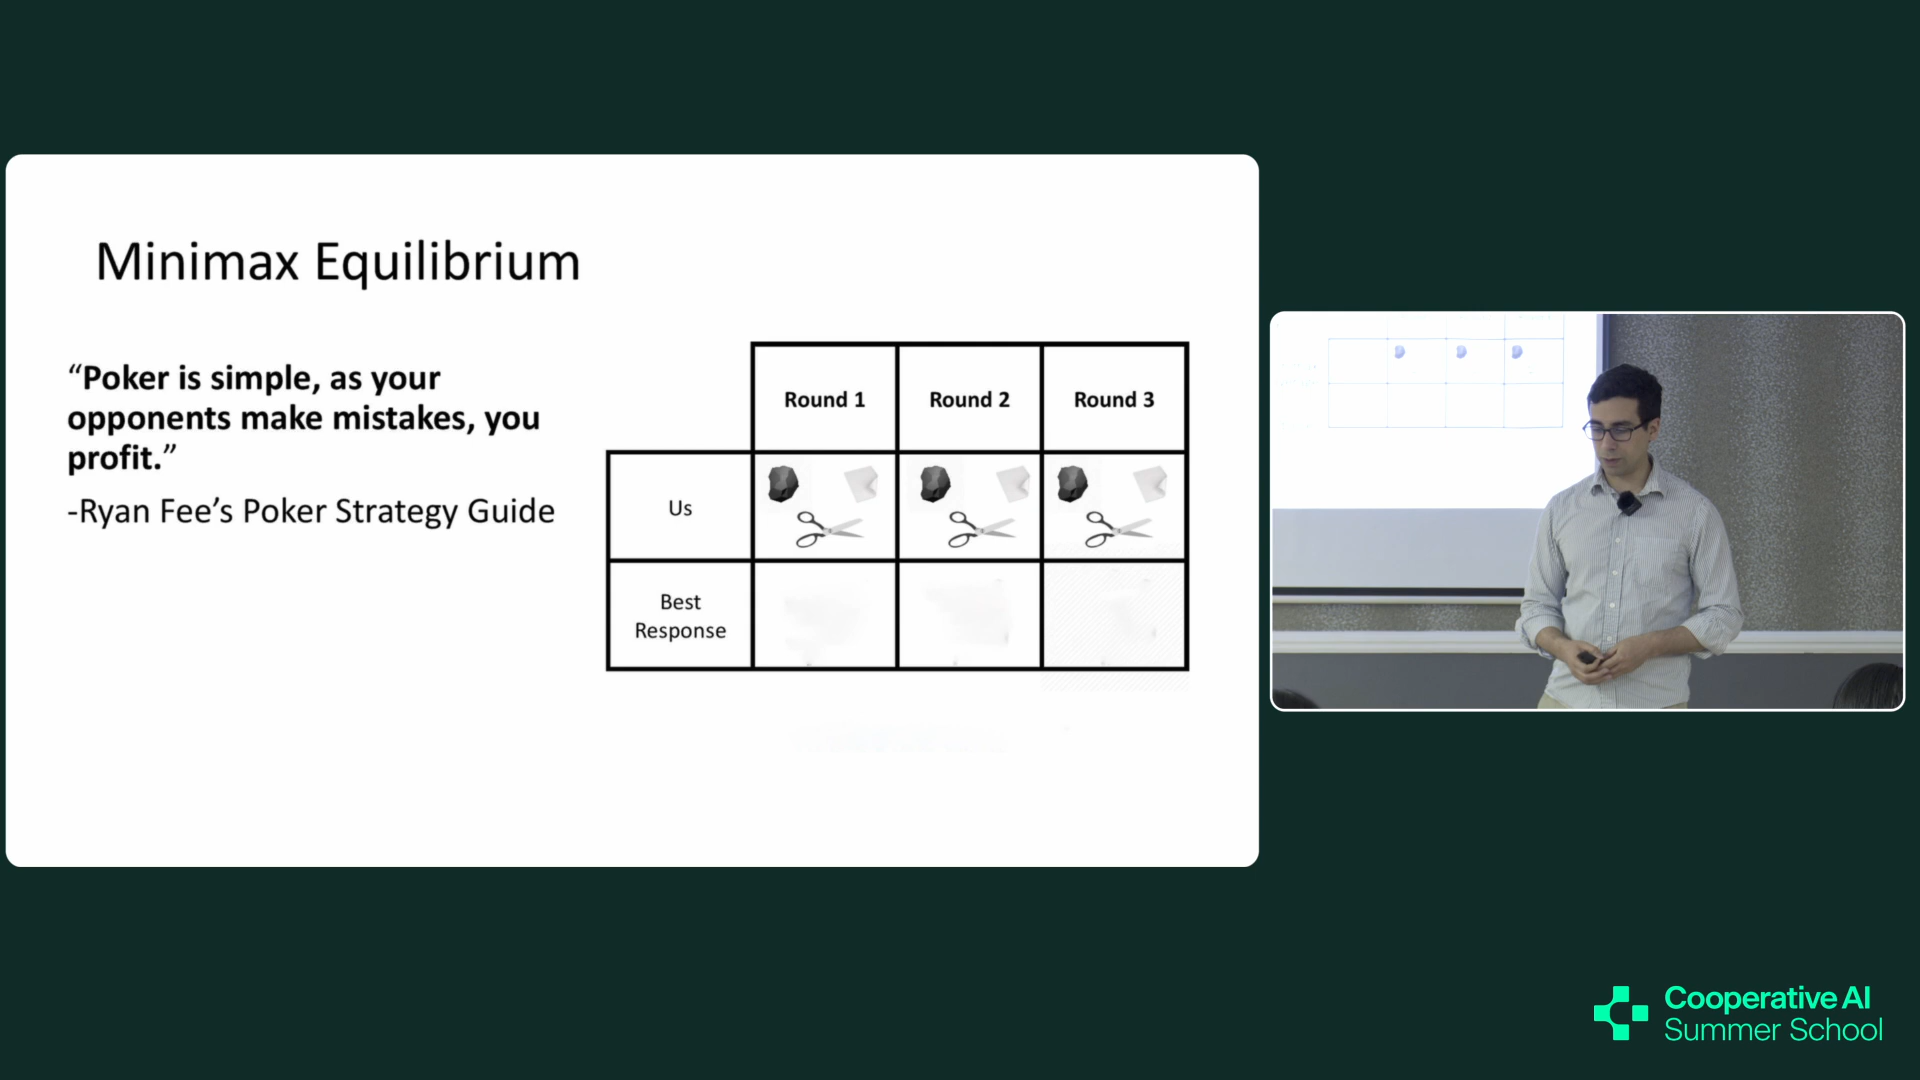 Minimax Equilibrium
“Poker is simple, as your
opponents make mistakes, you
profit.”
-Ryan Fee’s Poker Strategy Guide
Round 1
Round 2
Round 3
Us
Best
Response
Cooperative AI
Summer School